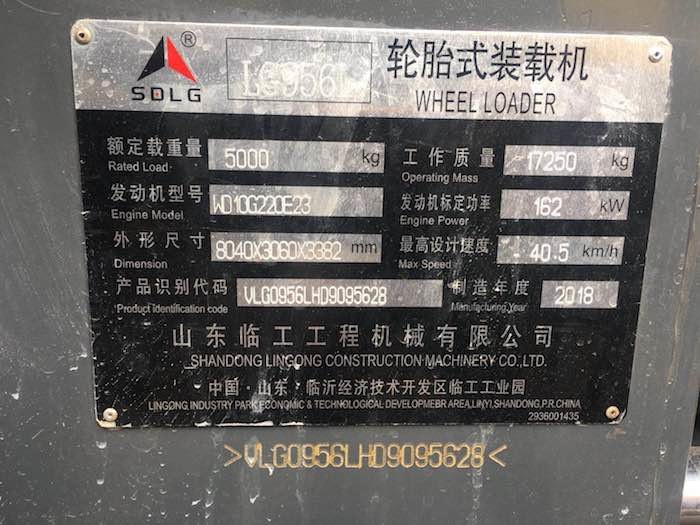 SDLG ® LG956L 轮胎式装载机
WHEEL LOADER
额定载重量 5000 kg 工作质量 17250 kg
Rated Load Operating Mass
发动机型号 WD10G220E23 发动机标定功率 162 kW
Engine Model Engine Power
外形尺寸 8040X3060X3382 mm 最高设计速度 40.5 km/h
Dimension Max Speed
产品识别代码 VLG0956LHD9095628 制造年度 2018
Product identification code Manufacturing Year
山东临工工程机械有限公司
SHANDONG LINGONG CONSTRUCTION MACHINERY CO.,LTD.
中国·山东·临沂经济技术开发区临工工业园
LINGONG INDUSTRY PARK ECONOMIC & TECHNOLOGICAL DEVELOPMEBR AREA,LINYI,SHANDONG,P.R.CHINA
2936001435
>VLG0956LHD9095628<